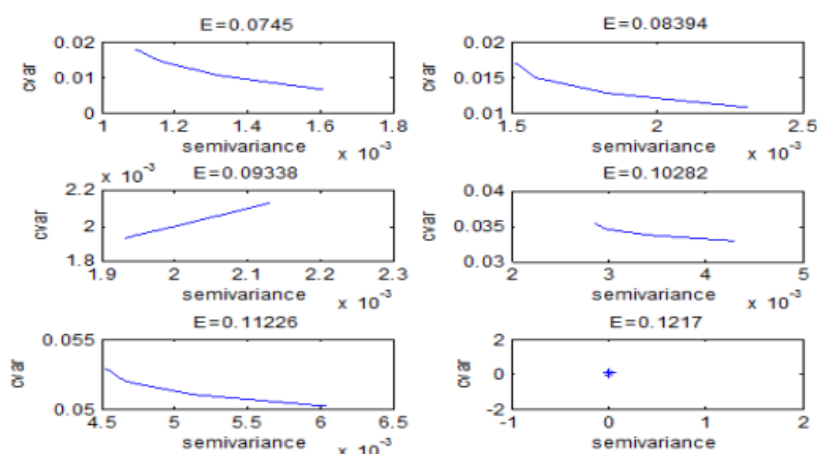 E=0.0745
cvar
0.02
0.01
0
1 1.2 1.4 1.6 1.8
semivariance
x 10^-3
E=0.08394
cvar
0.02
0.015
0.01
1.5 2 2.5
semivariance
x 10^-3
x 10^-3
E=0.09338
cvar
2.2
2
1.8
1.9 2 2.1 2.2 2.3
semivariance
x 10^-3
E=0.10282
cvar
0.04
0.035
0.03
2 3 4 5
semivariance
x 10^-3
E=0.11226
cvar
0.055
0.05
4.5 5 5.5 6 6.5
semivariance
x 10^-3
E=0.1217
cvar
2
0
-2
-1 0 1 2
semivariance